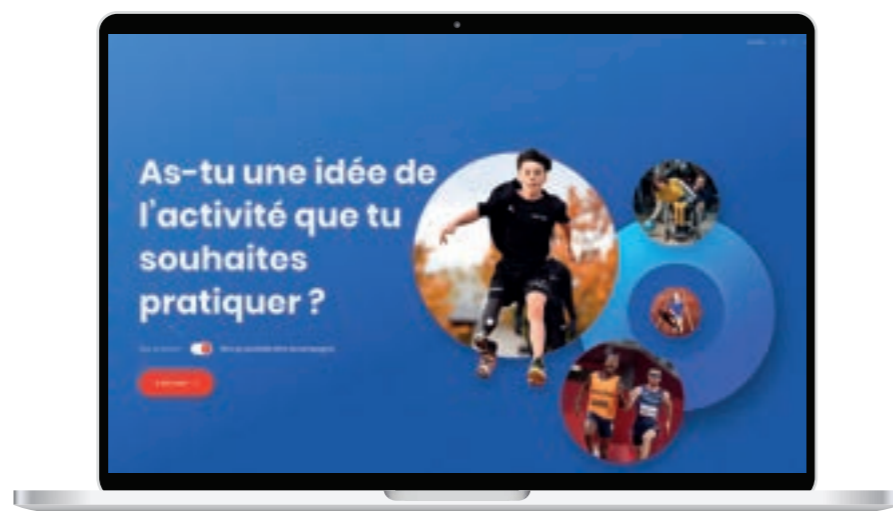 As-tu une idée de
l'activité que tu
souhaites
pratiquer ?